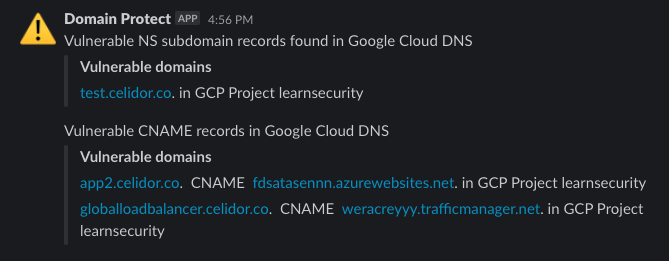 Domain Protect APP 4:56 PM
Vulnerable NS subdomain records found in Google Cloud DNS
Vulnerable domains
test.celidor.co. in GCP Project learnsecurity
Vulnerable CNAME records in Google Cloud DNS
Vulnerable domains
app2.celidor.co.  CNAME  fdsatasennn.azurewebsites.net. in GCP Project learnsecurity
globalloadbalancer.celidor.co.  CNAME  weracreyyy.trafficmanager.net. in GCP Project
learnsecurity